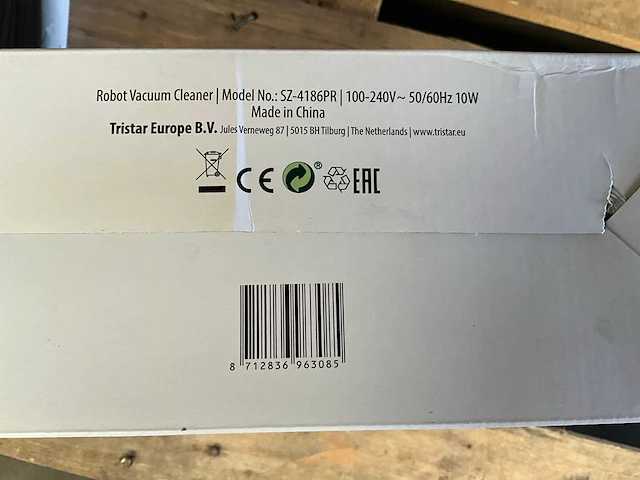 Robot Vacuum Cleaner | Model No.: SZ-4186PR | 100-240V~ 50/60Hz 10W
Made in China
Tristar Europe B.V. Jules Verneweg 87 | 5015 BH Tilburg | The Netherlands | www.tristar.eu
CE ® EAC
8 712836 963085